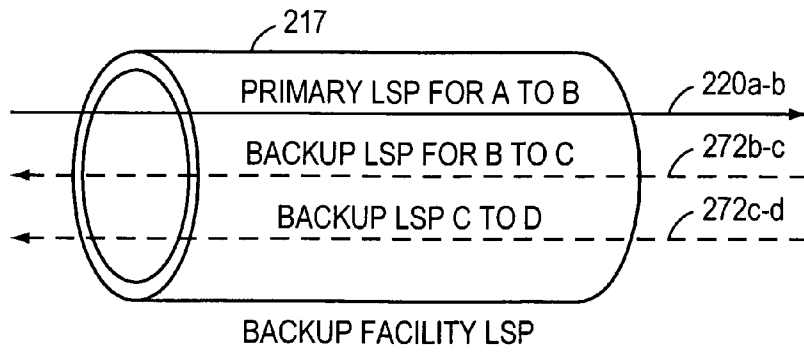 217
PRIMARY LSP FOR A TO B
220a-b
BACKUP LSP FOR B TO C
272b-c
BACKUP LSP C TO D
272c-d
BACKUP FACILITY LSP